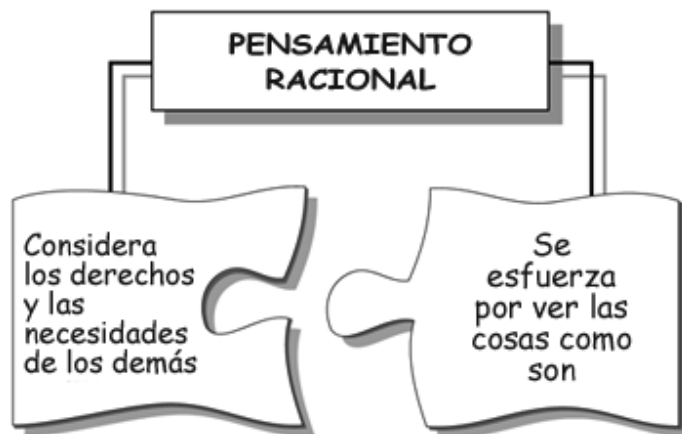 PENSAMIENTO
RACIONAL
Considera
los derechos
y las
necesidades
de los demás
Se
esfuerza
por ver las
cosas como
son